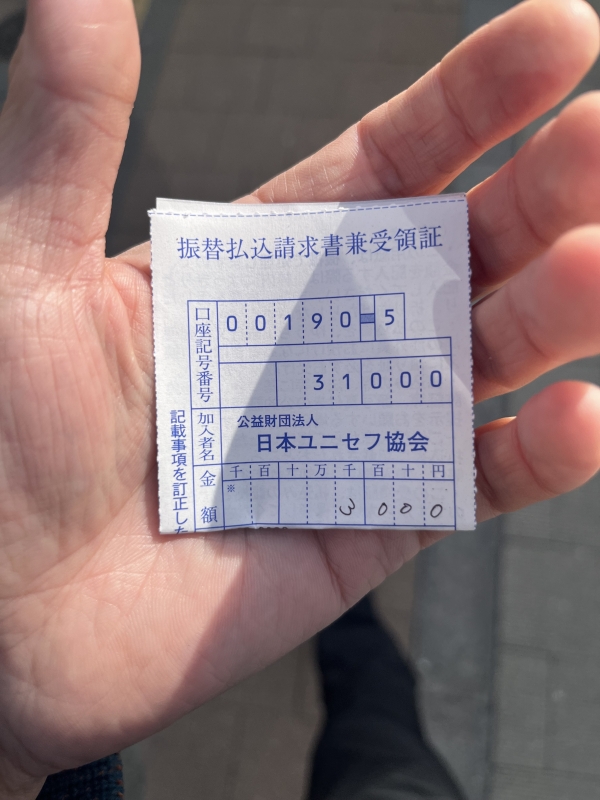 振替払込請求書兼受領証
口座記号番号
00190-5
31000
加入者名
公益財団法人
日本ユニセフ協会
金額
千百十万千百十円
※
3000
記載事項を訂正した